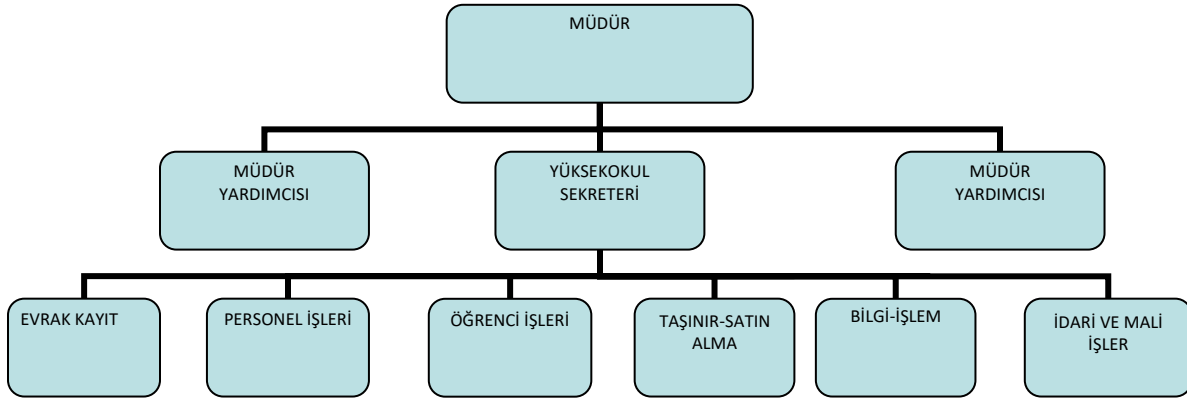 MÜDÜR
MÜDÜR
YARDIMCISI
YÜKSEKOKUL
SEKRETERİ
MÜDÜR
YARDIMCISI
EVRAK KAYIT
PERSONEL İŞLERİ
ÖĞRENCİ İŞLERİ
TAŞINIR-SATIN
ALMA
BİLGİ-İŞLEM
İDARİ VE MALİ
İŞLER